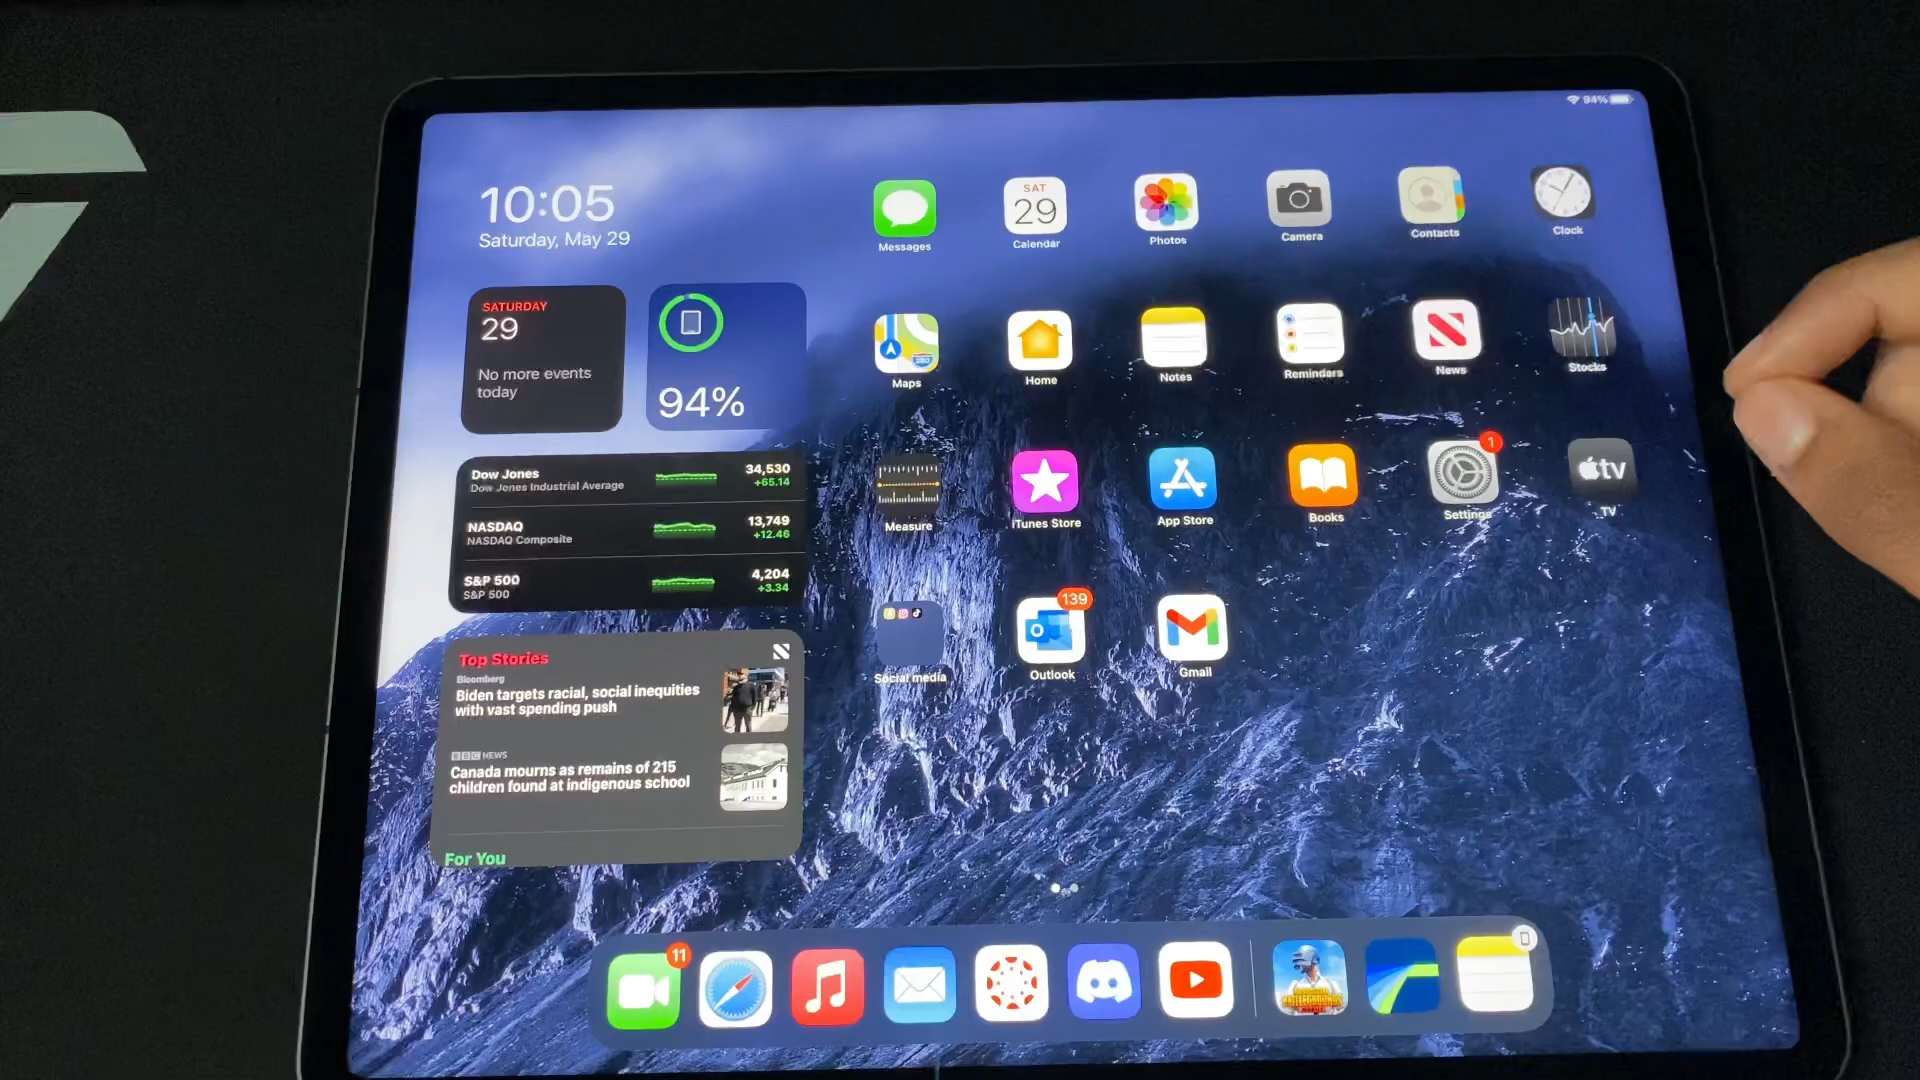 94%
10:05
Saturday, May 29
SATURDAY
29
No more events
today
94%
Dow Jones
Dow Jones Industrial Average
34,530
+65.14
NASDAQ
NASDAQ Composite
13,749
+12.46
S&P 500
S&P 500
4,204
+3.34
Top Stories
Bloomberg
Biden targets racial, social inequities
with vast spending push
BBC NEWS
Canada mourns as remains of 215
children found at indigenous school
For You
Messages
SAT
29
Calendar
Photos
Camera
Contacts
Clock
280
Maps
Home
Notes
Reminders
News
Stocks
Measure
iTunes Store
App Store
Books
1
Settings
tv
TV
Social media
139
Outlook
Gmail
11